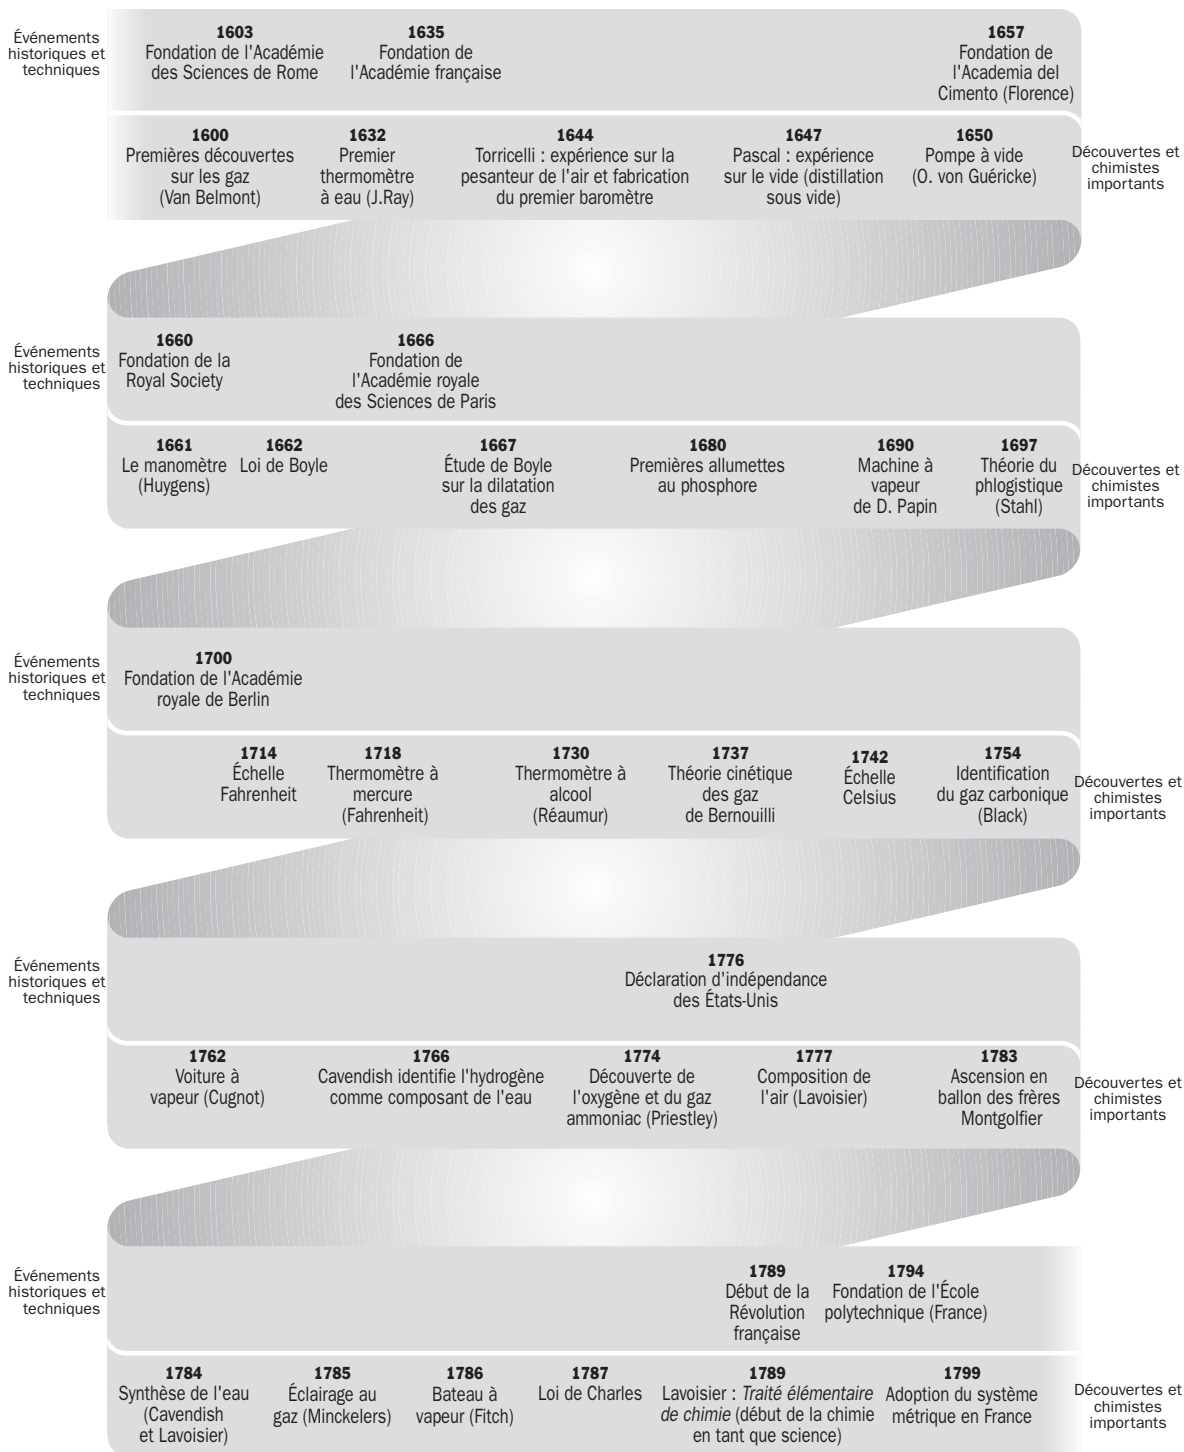 Événements
historiques et
techniques
1603
Fondation de l'Académie
des Sciences de Rome
1635
Fondation de
l'Académie française
1657
Fondation de
l'Academia del
Cimento (Florence)
1600
Premières découvertes
sur les gaz
(Van Belmont)
1632
Premier
thermomètre
à eau (J.Ray)
1644
Torricelli : expérience sur la
pesanteur de l'air et fabrication
du premier baromètre
1647
Pascal : expérience
sur le vide (distillation
sous vide)
1650
Pompe à vide
(O. von Guéricke)
Découvertes et
chimistes
importants
Événements
historiques et
techniques
1660
Fondation de la
Royal Society
1666
Fondation de
l'Académie royale
des Sciences de Paris
1661
Le manomètre
(Huygens)
1662
Loi de Boyle
1667
Étude de Boyle
sur la dilatation
des gaz
1680
Premières allumettes
au phosphore
1690
Machine à
vapeur
de D. Papin
1697
Théorie du
phlogistique
(Stahl)
Découvertes et
chimistes
importants
Événements
historiques et
techniques
1700
Fondation de l'Académie
royale de Berlin
1714
Échelle
Fahrenheit
1718
Thermomètre à
mercure
(Fahrenheit)
1730
Thermomètre à
alcool
(Réaumur)
1737
Théorie cinétique
des gaz
de Bernouilli
1742
Échelle
Celsius
1754
Identification
du gaz carbonique
(Black)
Découvertes et
chimistes
importants
Événements
historiques et
techniques
1776
Déclaration d'indépendance
des États-Unis
1762
Voiture à
vapeur (Cugnot)
1766
Cavendish identifie l'hydrogène
comme composant de l'eau
1774
Découverte de
l'oxygène et du gaz
ammoniac (Priestley)
1777
Composition de
l'air (Lavoisier)
1783
Ascension en
ballon des frères
Montgolfier
Découvertes et
chimistes
importants
Événements
historiques et
techniques
1789
Début de la
Révolution
française
1794
Fondation de l'École
polytechnique (France)
1784
Synthèse de l'eau
(Cavendish
et Lavoisier)
1785
Éclairage au
gaz (Minckelers)
1786
Bateau à
vapeur (Fitch)
1787
Loi de Charles
1789
Lavoisier : Traité élémentaire
de chimie (début de la chimie
en tant que science)
1799
Adoption du système
métrique en France
Découvertes et
chimistes
importants